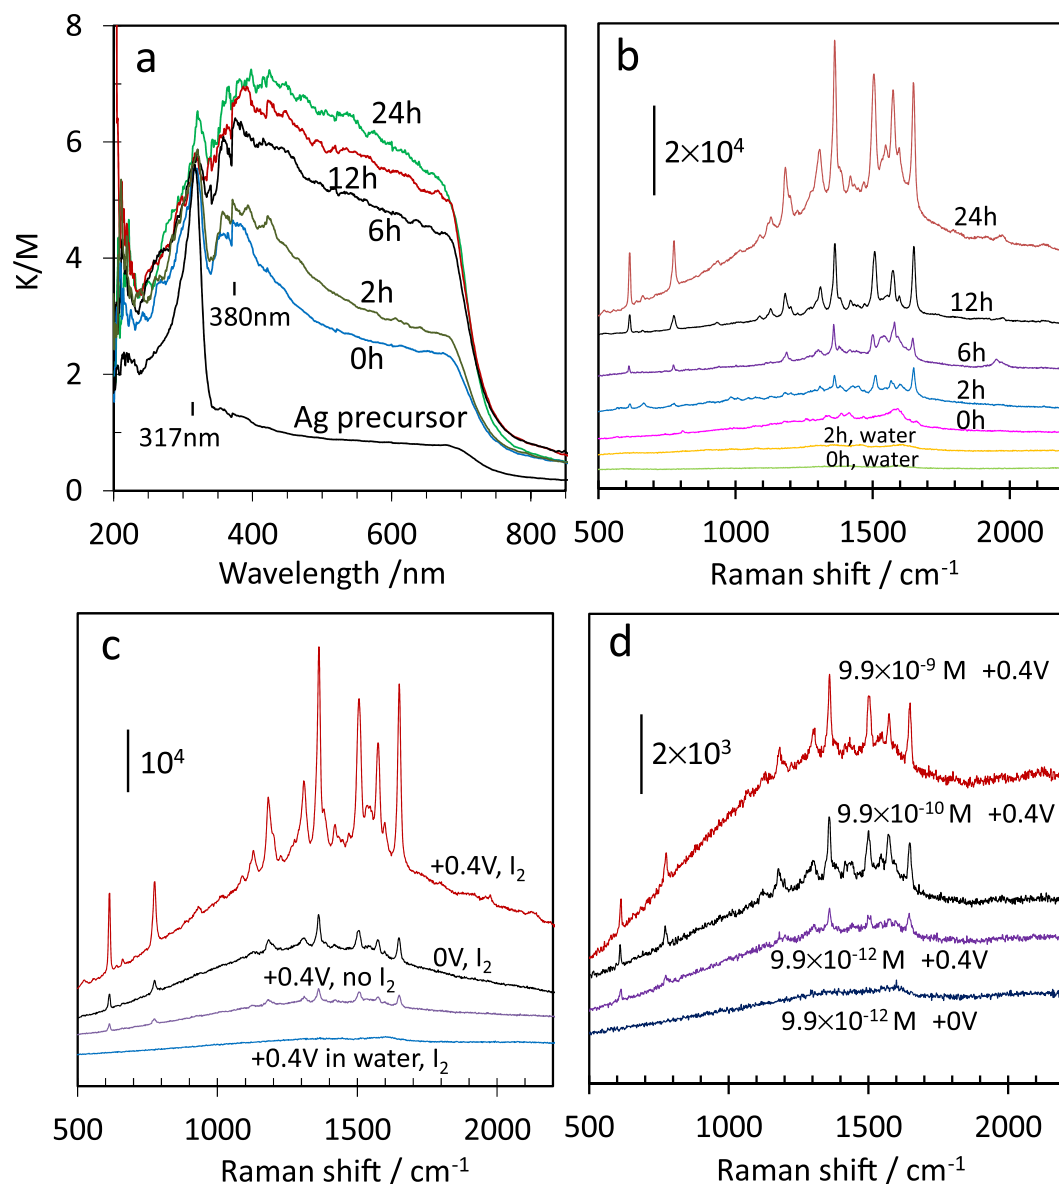 a
8
6
4
2
0
K/M
24h
12h
6h
2h
380nm
0h
Ag precursor
317nm
200
400
600
800
Wavelength /nm
b
2×10⁴
24h
12h
6h
2h
0h
2h, water
0h, water
500
1000
1500
2000
Raman shift / cm⁻¹
c
10⁴
+0.4V, I₂
0V, I₂
+0.4V, no I₂
+0.4V in water, I₂
500
1000
1500
2000
Raman shift / cm⁻¹
d
9.9×10⁻⁹ M +0.4V
2×10³
9.9×10⁻¹⁰ M +0.4V
9.9×10⁻¹² M +0.4V
9.9×10⁻¹² M +0V
500
1000
1500
2000
Raman shift / cm⁻¹